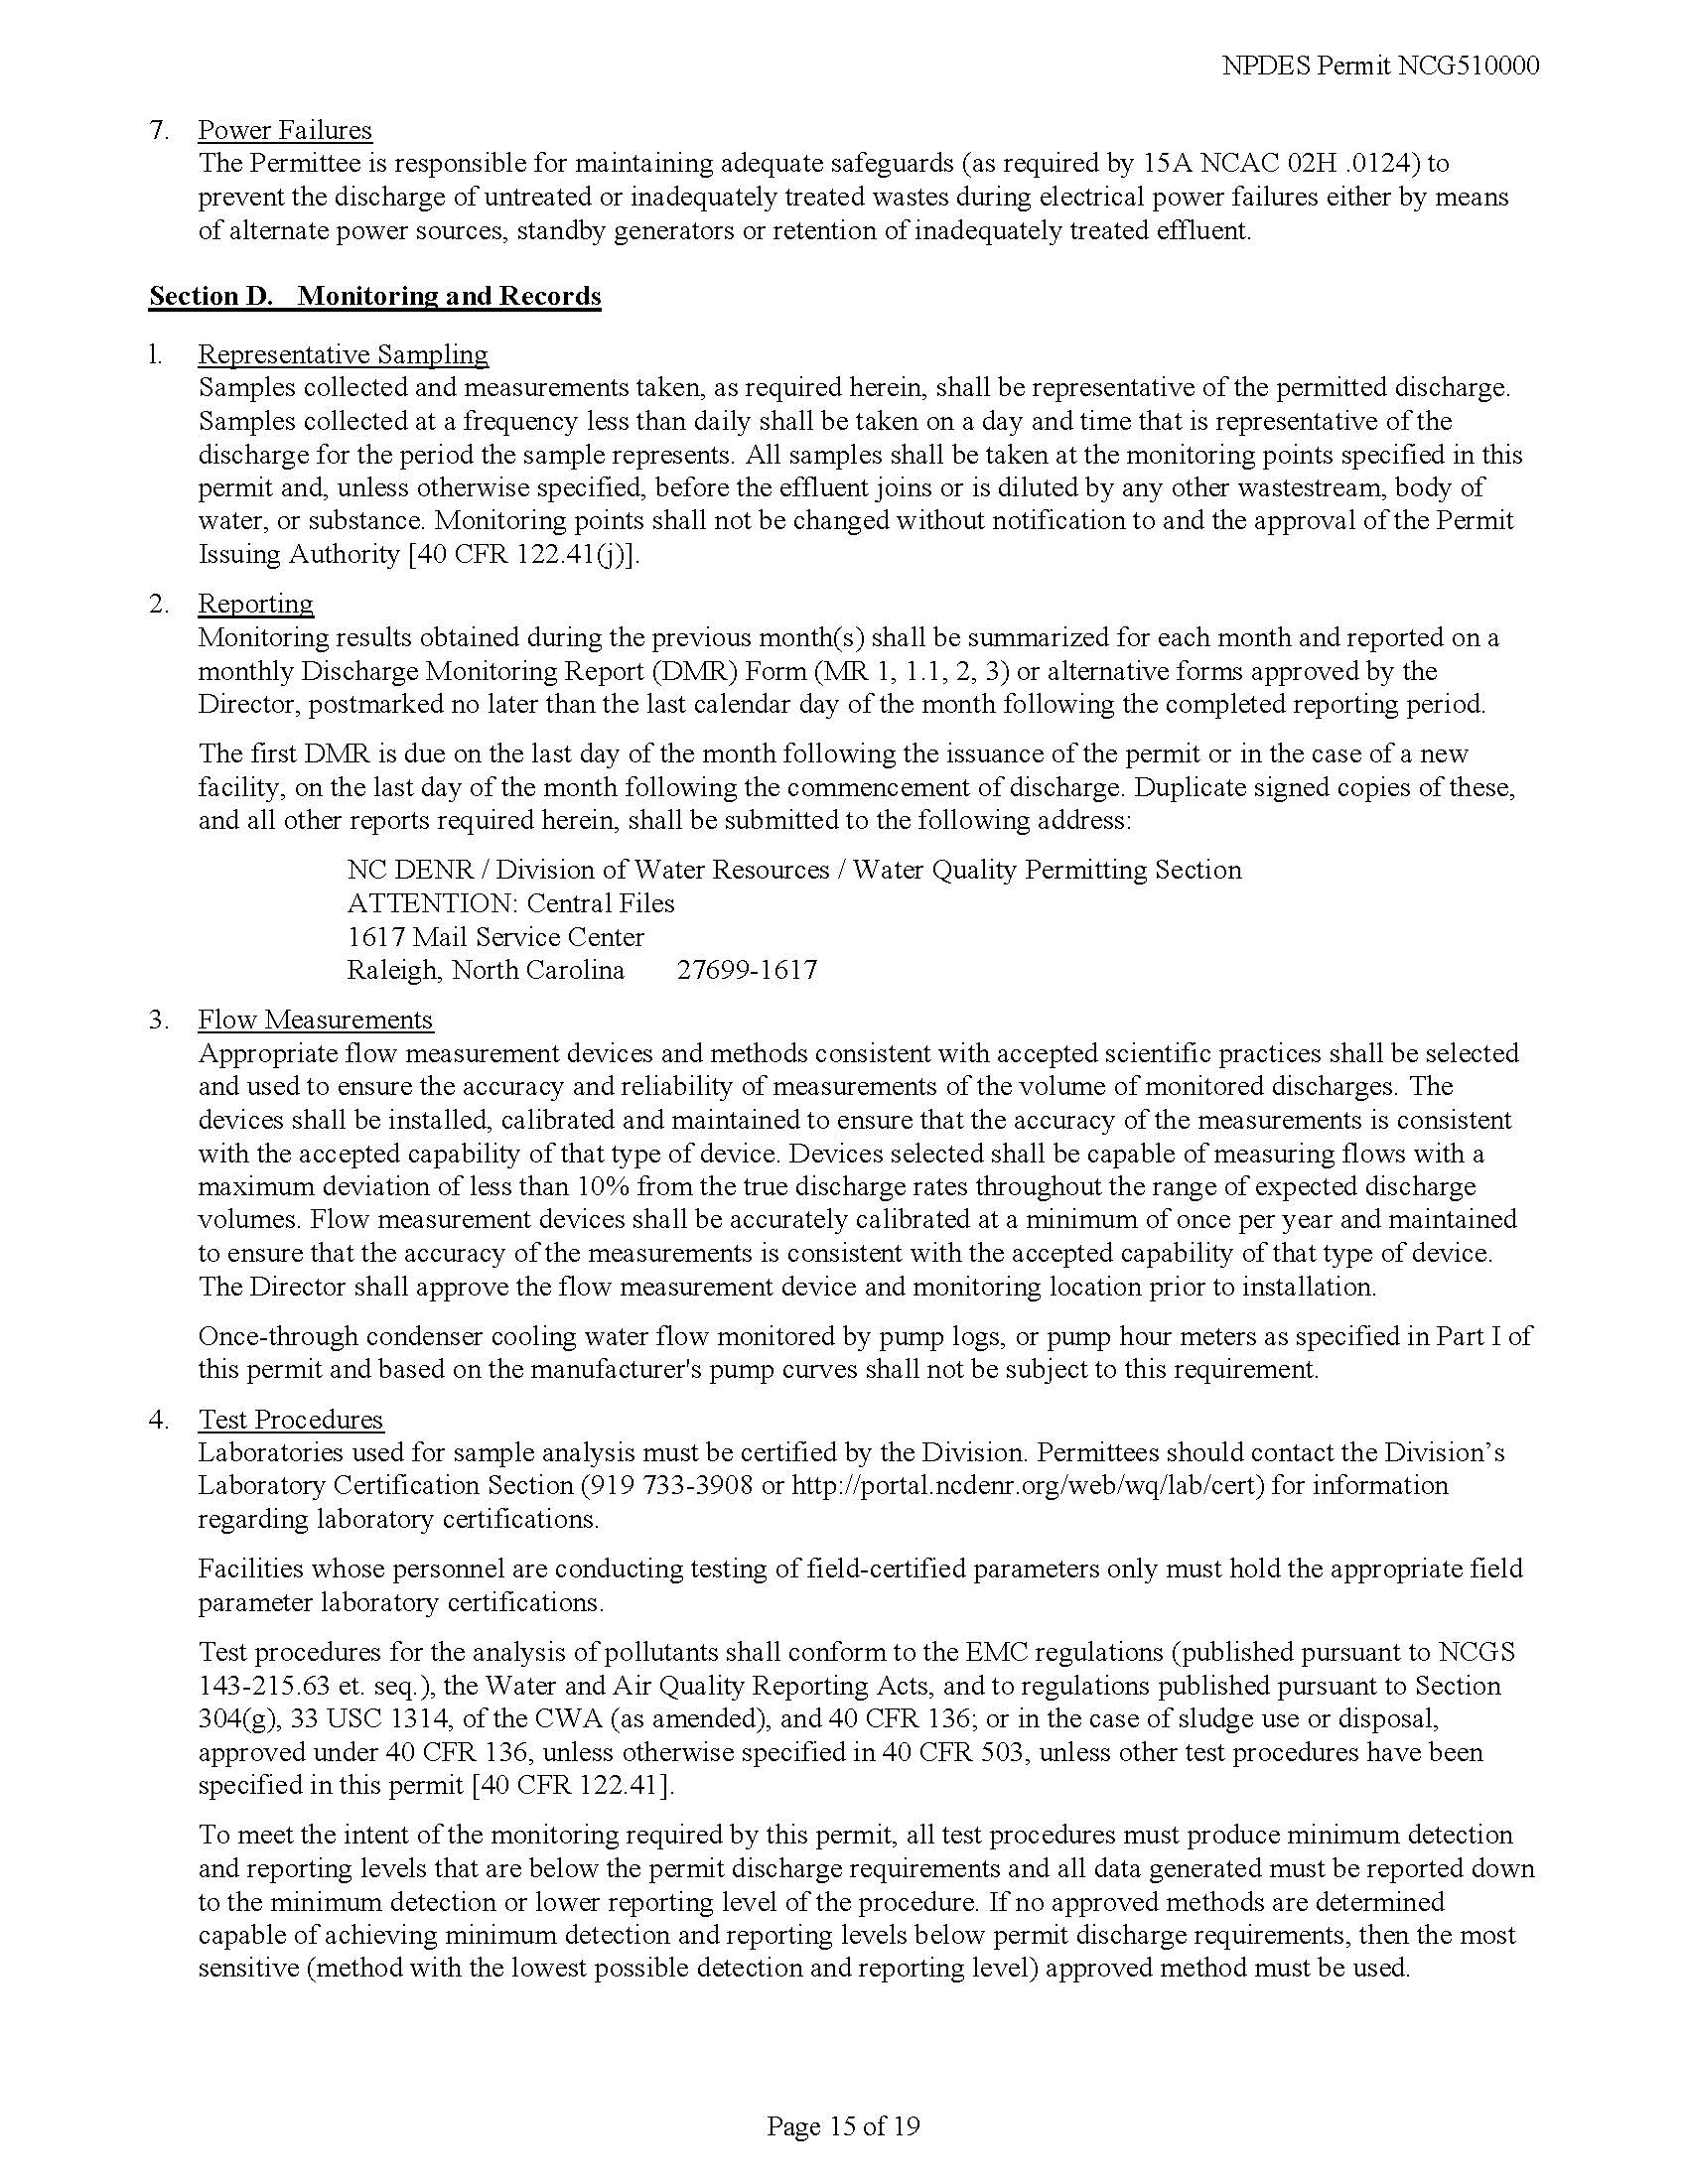 NPDES Permit NCG510000
7. Power Failures
The Permittee is responsible for maintaining adequate safeguards (as required by 15A NCAC 02H .0124) to
prevent the discharge of untreated or inadequately treated wastes during electrical power failures either by means
of alternate power sources, standby generators or retention of inadequately treated effluent.
Section D. Monitoring and Records
1. Representative Sampling
Samples collected and measurements taken, as required herein, shall be representative of the permitted discharge.
Samples collected at a frequency less than daily shall be taken on a day and time that is representative of the
discharge for the period the sample represents. All samples shall be taken at the monitoring points specified in this
permit and, unless otherwise specified, before the effluent joins or is diluted by any other wastestream, body of
water, or substance. Monitoring points shall not be changed without notification to and the approval of the Permit
Issuing Authority [40 CFR 122.41(j)].
2. Reporting
Monitoring results obtained during the previous month(s) shall be summarized for each month and reported on a
monthly Discharge Monitoring Report (DMR) Form (MR 1, 1.1, 2, 3) or alternative forms approved by the
Director, postmarked no later than the last calendar day of the month following the completed reporting period.
The first DMR is due on the last day of the month following the issuance of the permit or in the case of a new
facility, on the last day of the month following the commencement of discharge. Duplicate signed copies of these,
and all other reports required herein, shall be submitted to the following address:
NC DENR / Division of Water Resources / Water Quality Permitting Section
ATTENTION: Central Files
1617 Mail Service Center
Raleigh, North Carolina 27699-1617
3. Flow Measurements
Appropriate flow measurement devices and methods consistent with accepted scientific practices shall be selected
and used to ensure the accuracy and reliability of measurements of the volume of monitored discharges. The
devices shall be installed, calibrated and maintained to ensure that the accuracy of the measurements is consistent
with the accepted capability of that type of device. Devices selected shall be capable of measuring flows with a
maximum deviation of less than 10% from the true discharge rates throughout the range of expected discharge
volumes. Flow measurement devices shall be accurately calibrated at a minimum of once per year and maintained
to ensure that the accuracy of the measurements is consistent with the accepted capability of that type of device.
The Director shall approve the flow measurement device and monitoring location prior to installation.
Once-through condenser cooling water flow monitored by pump logs, or pump hour meters as specified in Part I of
this permit and based on the manufacturer's pump curves shall not be subject to this requirement.
4. Test Procedures
Laboratories used for sample analysis must be certified by the Division. Permittees should contact the Division’s
Laboratory Certification Section (919 733-3908 or http://portal.ncdenr.org/web/wq/lab/cert) for information
regarding laboratory certifications.
Facilities whose personnel are conducting testing of field-certified parameters only must hold the appropriate field
parameter laboratory certifications.
Test procedures for the analysis of pollutants shall conform to the EMC regulations (published pursuant to NCGS
143-215.63 et. seq.), the Water and Air Quality Reporting Acts, and to regulations published pursuant to Section
304(g), 33 USC 1314, of the CWA (as amended), and 40 CFR 136; or in the case of sludge use or disposal,
approved under 40 CFR 136, unless otherwise specified in 40 CFR 503, unless other test procedures have been
specified in this permit [40 CFR 122.41].
To meet the intent of the monitoring required by this permit, all test procedures must produce minimum detection
and reporting levels that are below the permit discharge requirements and all data generated must be reported down
to the minimum detection or lower reporting level of the procedure. If no approved methods are determined
capable of achieving minimum detection and reporting levels below permit discharge requirements, then the most
sensitive (method with the lowest possible detection and reporting level) approved method must be used.
Page 15 of 19